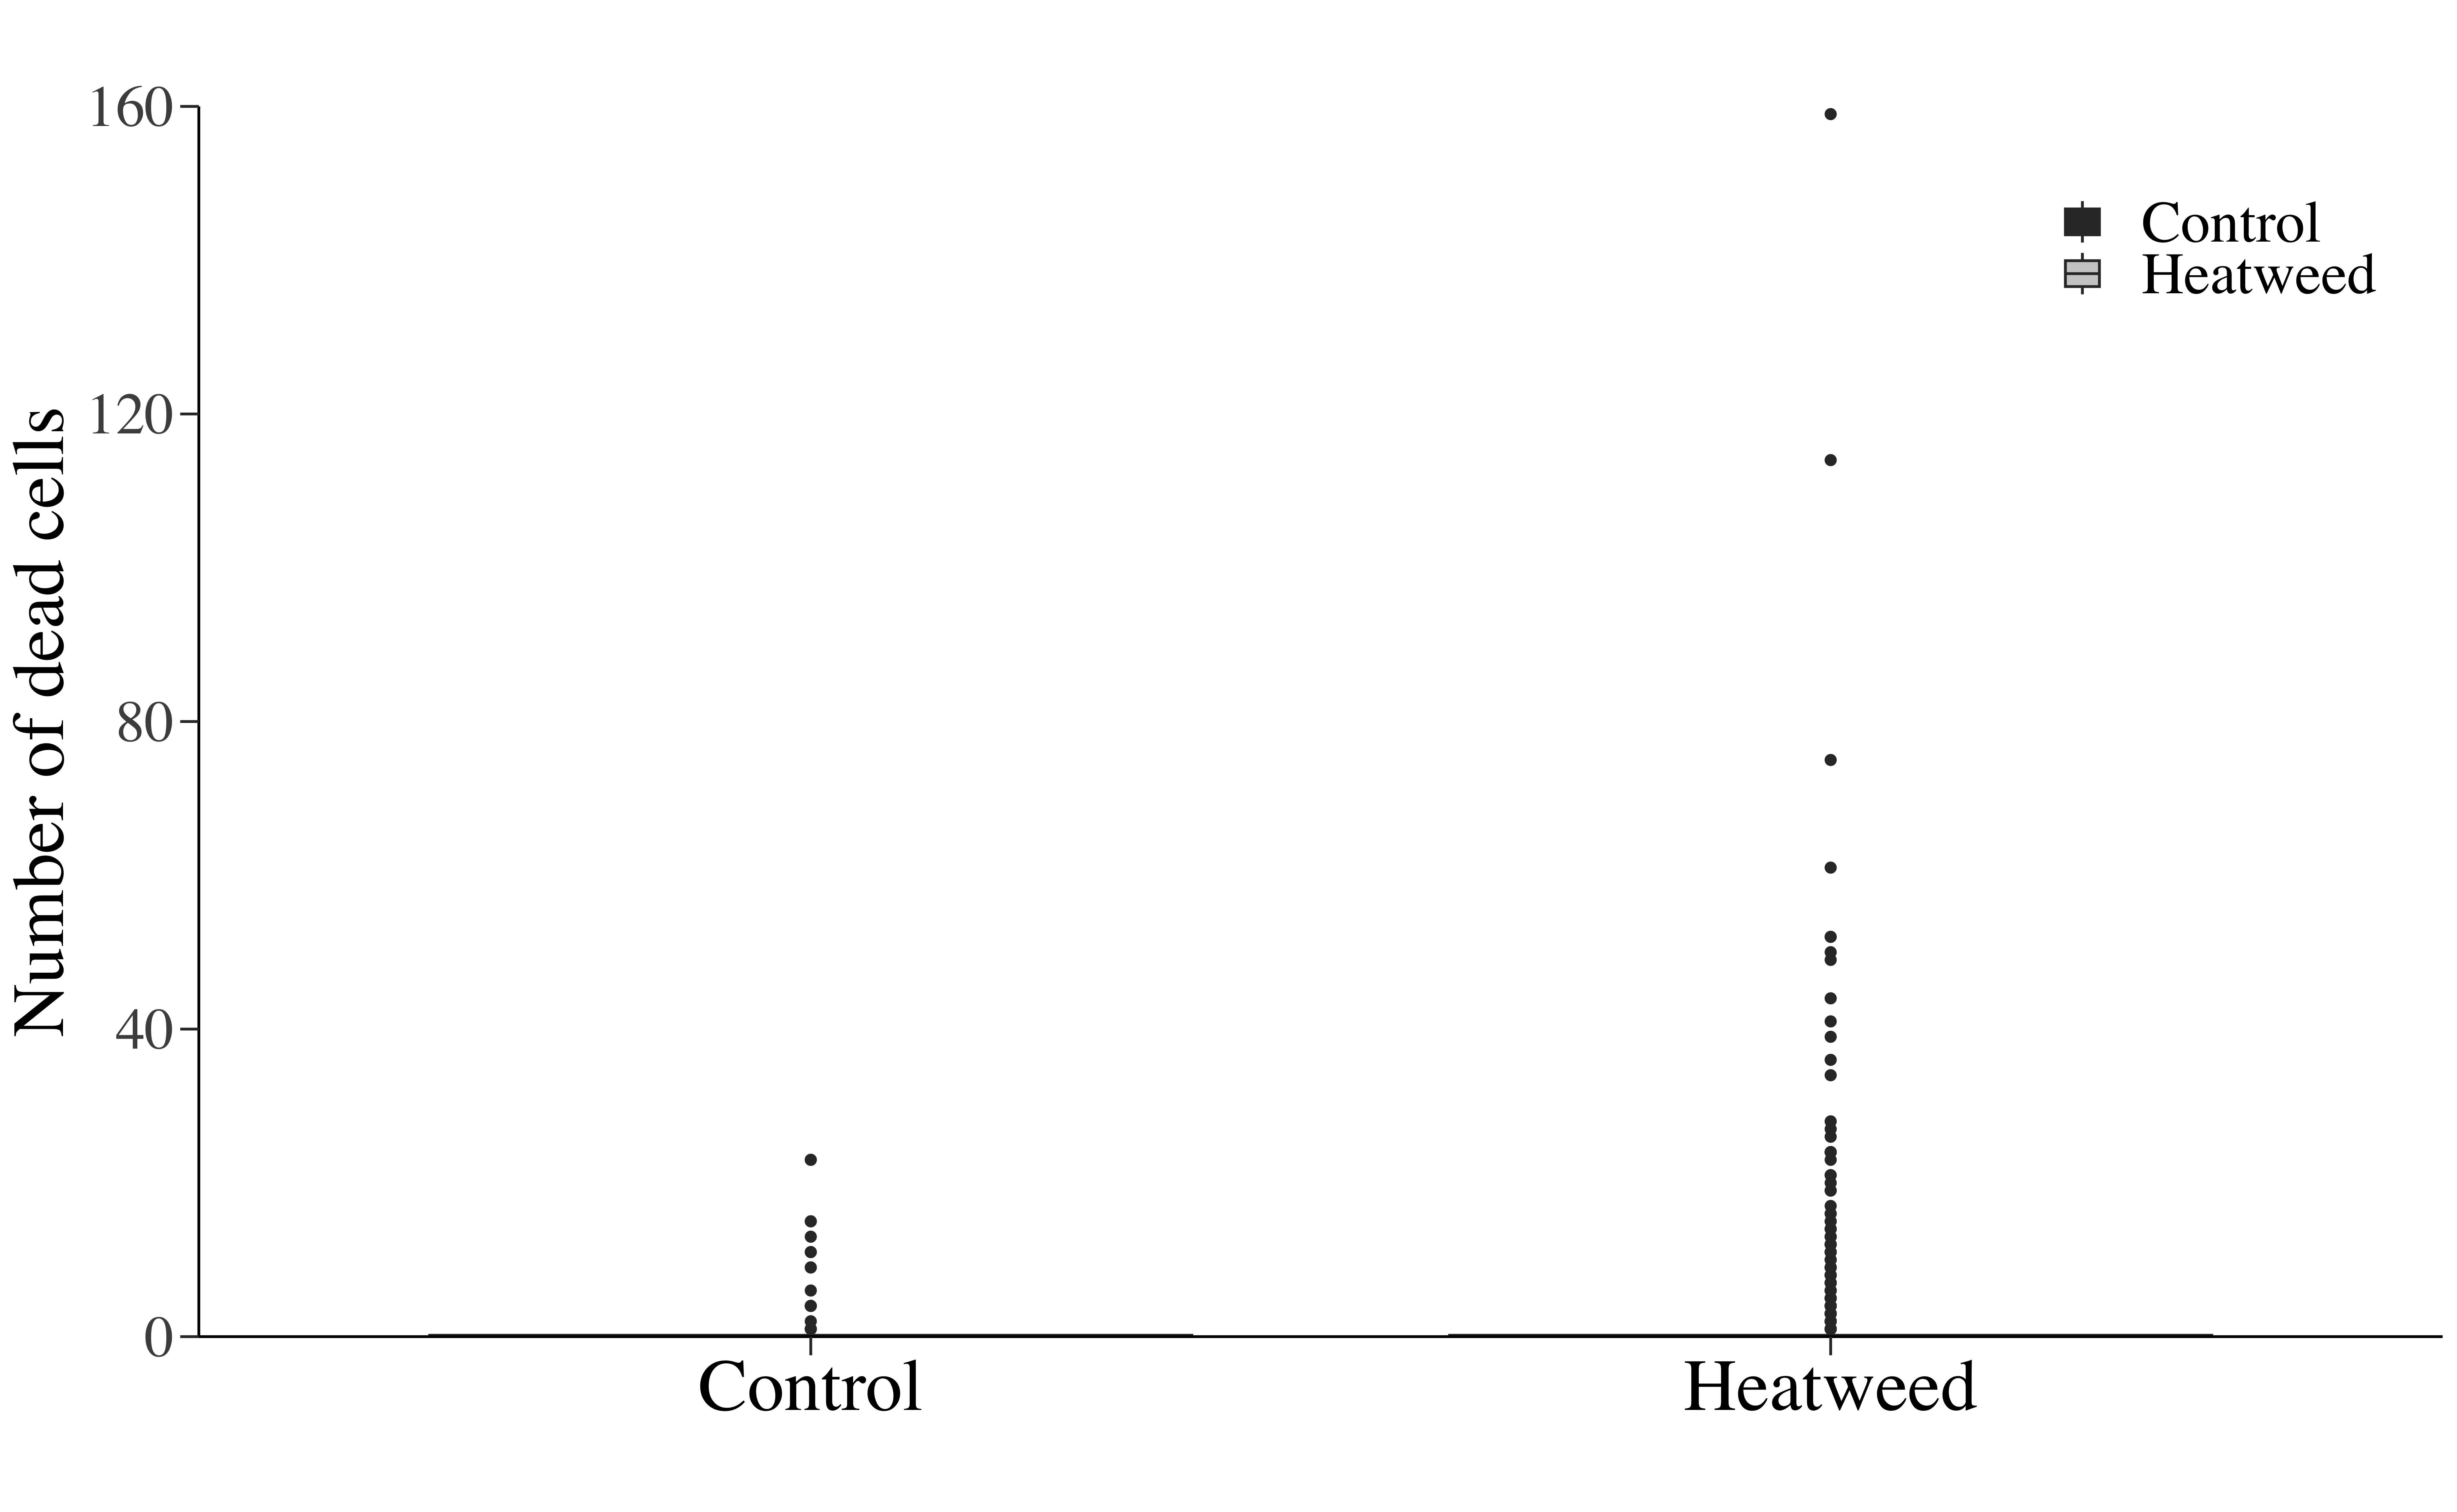 160
120
80
40
0
Number of dead cells
Control
Heatweed
Control
Heatweed